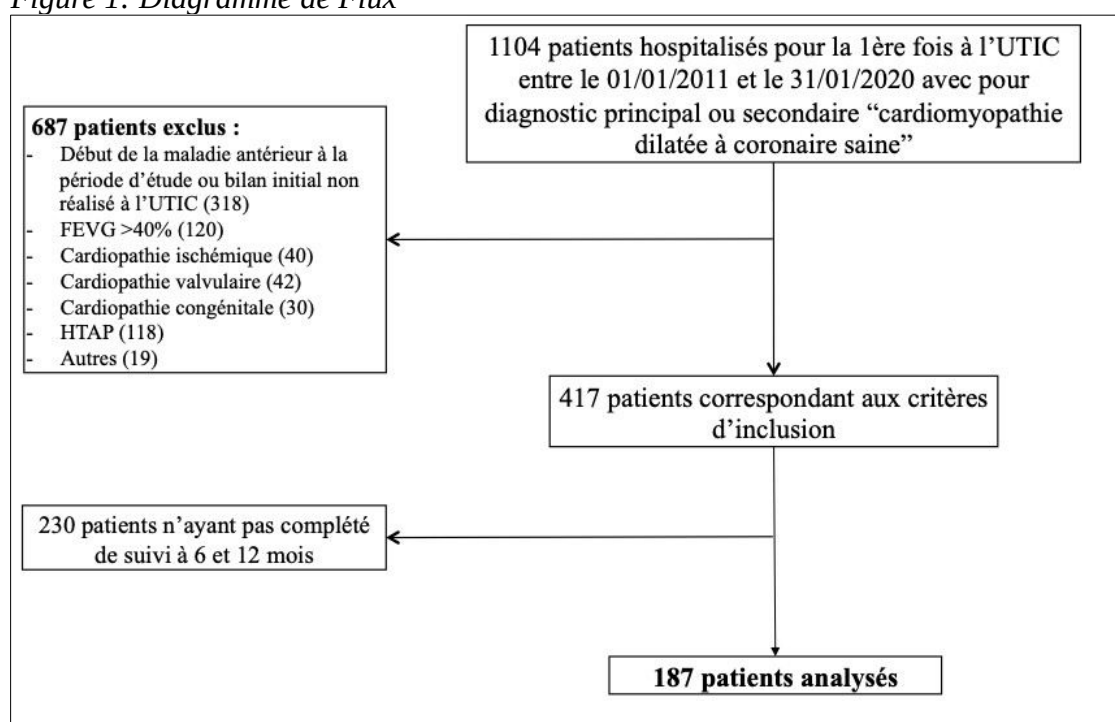 Figure 1: Diagramme de Flux
1104 patients hospitalisés pour la 1ère fois à l'UTIC
entre le 01/01/2011 et le 31/01/2020 avec pour
diagnostic principal ou secondaire “cardiomyopathie
dilatée à coronaire saine”
687 patients exclus :
- Début de la maladie antérieur à la
période d'étude ou bilan initial non
réalisé à l'UTIC (318)
- FEVG >40% (120)
- Cardiopathie ischémique (40)
- Cardiopathie valvulaire (42)
- Cardiopathie congénitale (30)
- HTAP (118)
- Autres (19)
417 patients correspondant aux critères
d'inclusion
230 patients n'ayant pas complété
de suivi à 6 et 12 mois
187 patients analysés